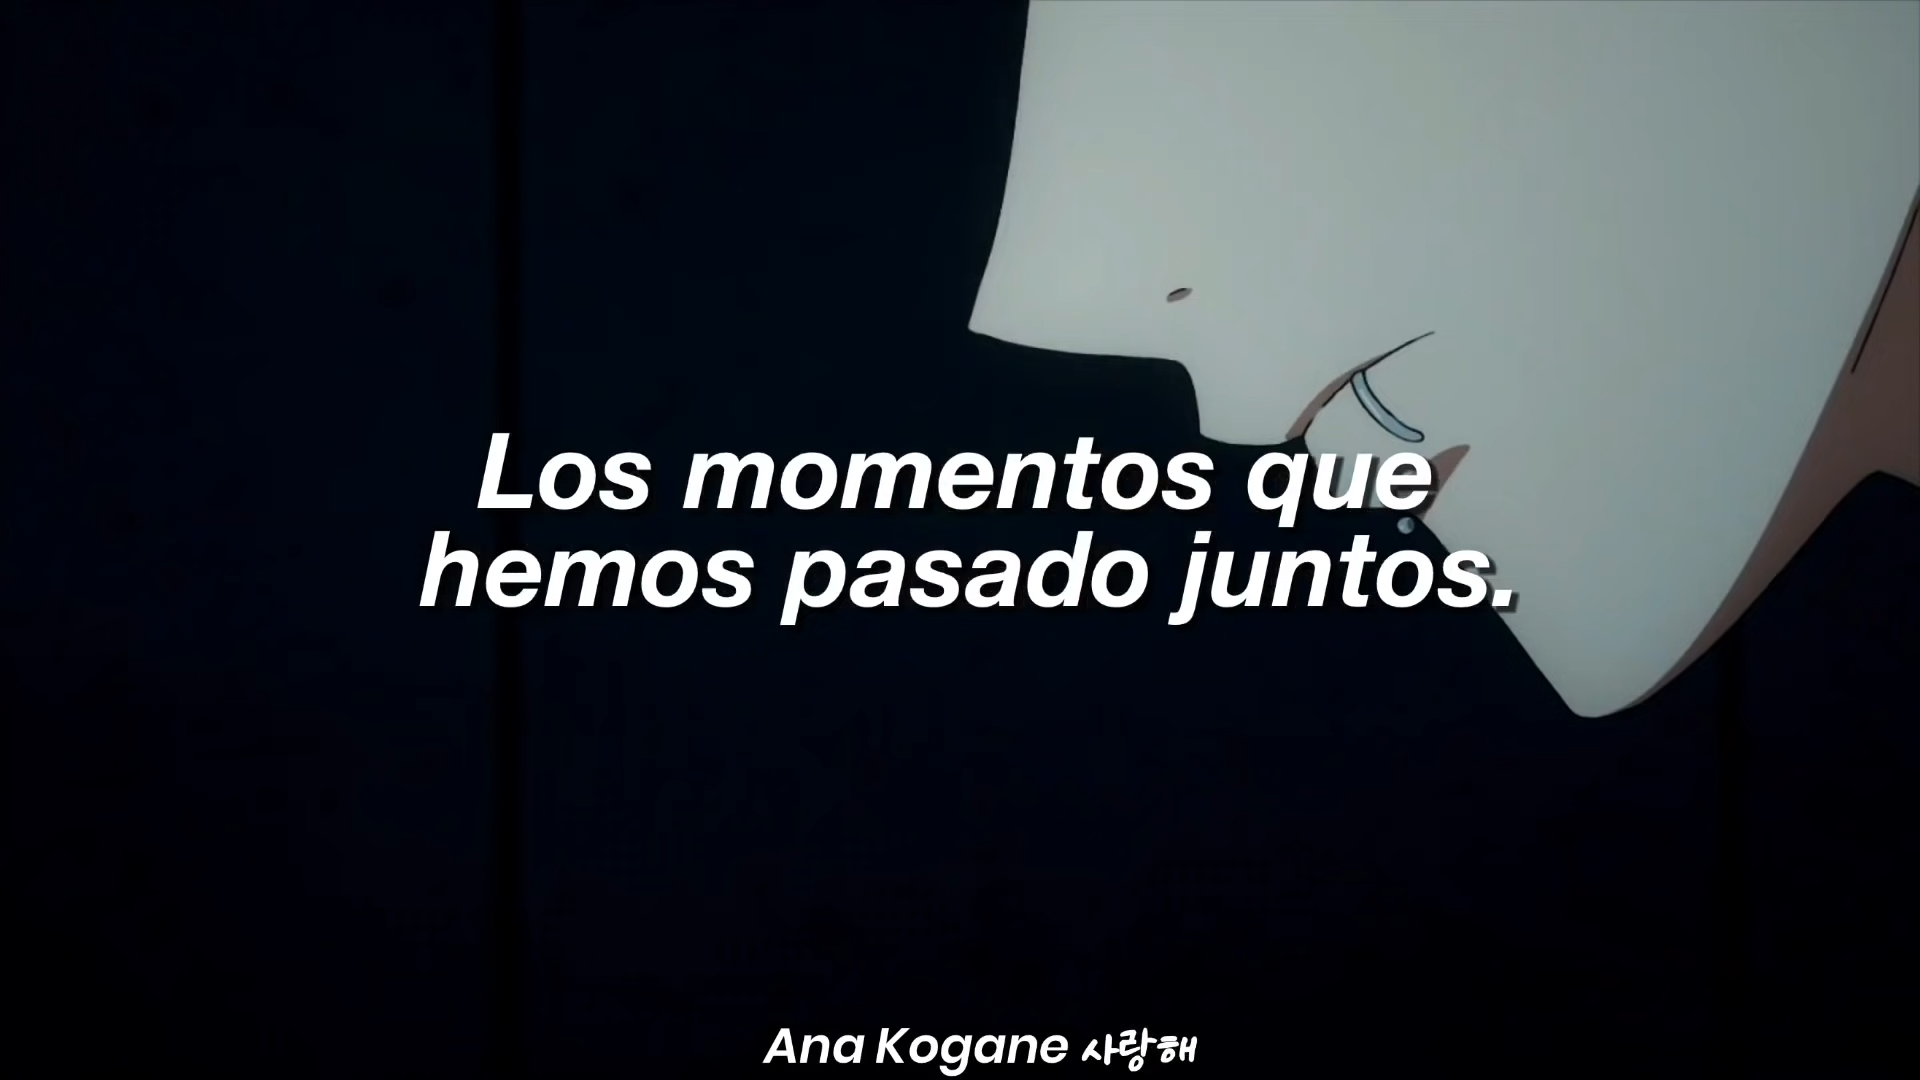 Los momentos que
hemos pasado juntos.
Ana Kogane 사랑해